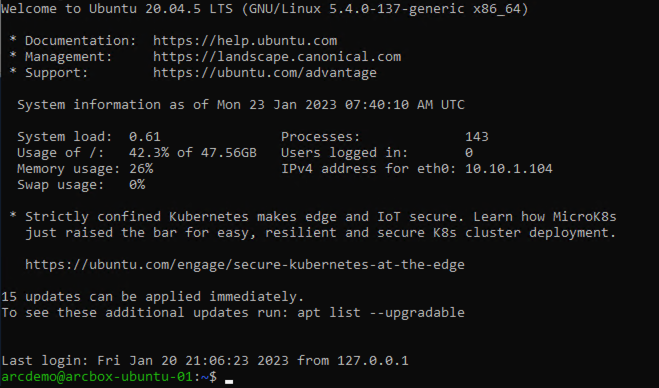 Welcome to Ubuntu 20.04.5 LTS (GNU/Linux 5.4.0-137-generic x86_64)
* Documentation: https://help.ubuntu.com
* Management: https://landscape.canonical.com
* Support: https://ubuntu.com/advantage
System information as of Mon 23 Jan 2023 07:40:10 AM UTC
System load: 0.61 Processes: 143
Usage of /: 42.3% of 47.56GB Users logged in: 0
Memory usage: 26% IPv4 address for eth0: 10.10.1.104
Swap usage: 0%
* Strictly confined Kubernetes makes edge and IoT secure. Learn how MicroK8s
just raised the bar for easy, resilient and secure K8s cluster deployment.
https://ubuntu.com/engage/secure-kubernetes-at-the-edge
15 updates can be applied immediately.
To see these additional updates run: apt list --upgradable
Last login: Fri Jan 20 21:06:23 2023 from 127.0.0.1
arcdemo@arcbox-ubuntu-01:~$